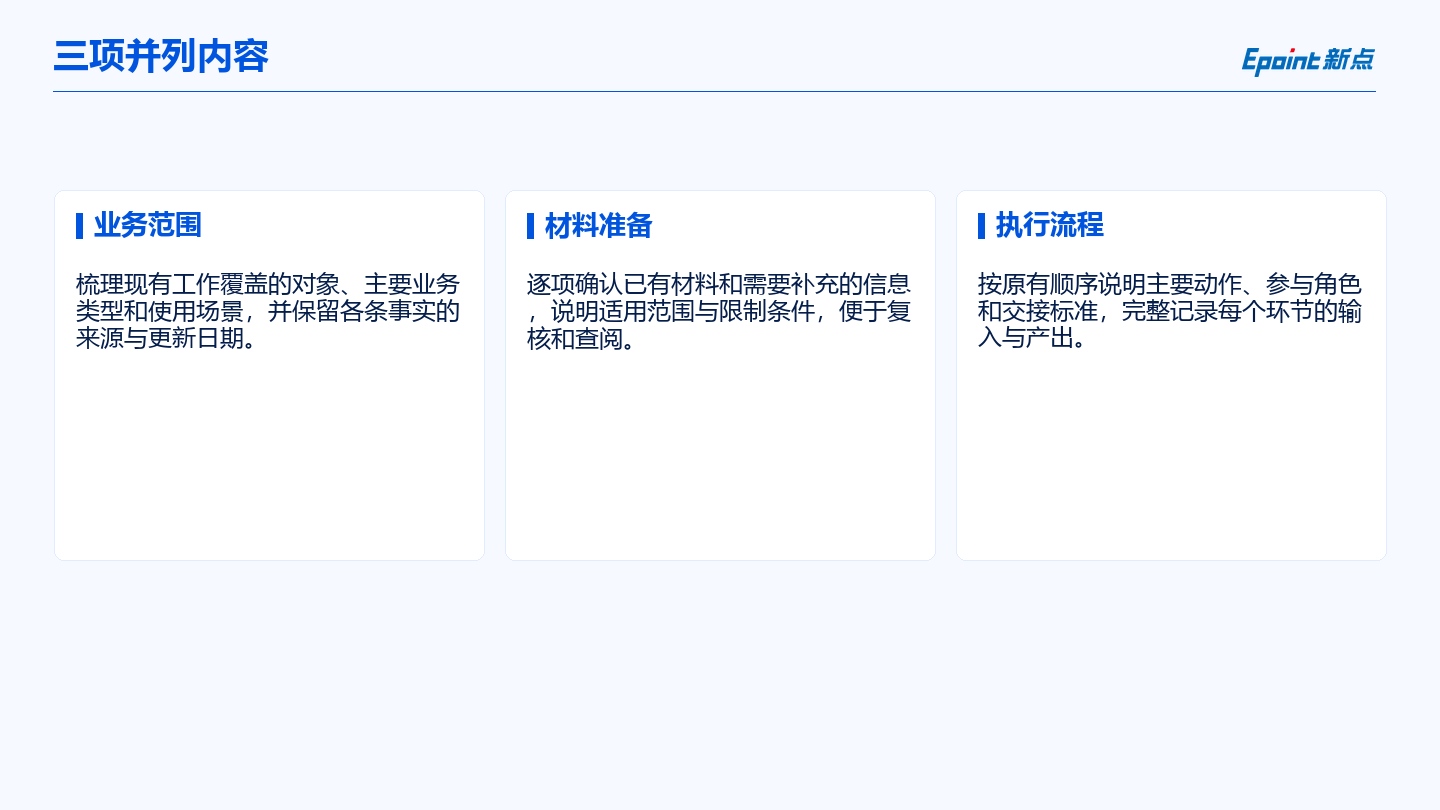 三项并列内容
Epoint新点
业务范围
梳理现有工作覆盖的对象、主要业务
类型和使用场景，并保留各条事实的
来源与更新日期。
材料准备
逐项确认已有材料和需要补充的信息
，说明适用范围与限制条件，便于复
核和查阅。
执行流程
按原有顺序说明主要动作、参与角色
和交接标准，完整记录每个环节的输
入与产出。